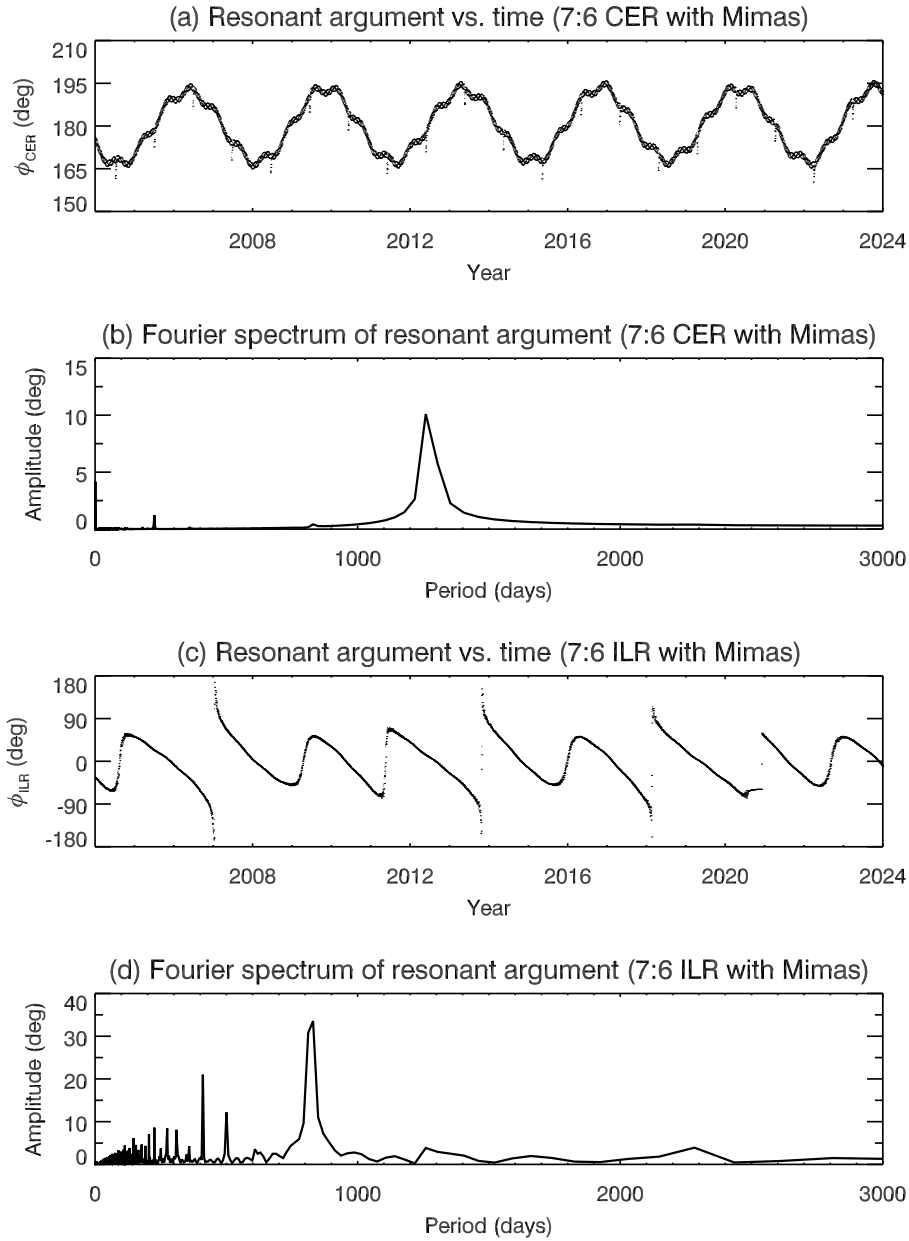 (a) Resonant argument vs. time (7:6 CER with Mimas)
210
195
180
165
150
ϕCER (deg)
2008 2012 2016 2020 2024
Year
(b) Fourier spectrum of resonant argument (7:6 CER with Mimas)
15
10
5
0
Amplitude (deg)
0 1000 2000 3000
Period (days)
(c) Resonant argument vs. time (7:6 ILR with Mimas)
180
90
0
-90
-180
ϕILR (deg)
2008 2012 2016 2020 2024
Year
(d) Fourier spectrum of resonant argument (7:6 ILR with Mimas)
40
30
20
10
0
Amplitude (deg)
0 1000 2000 3000
Period (days)